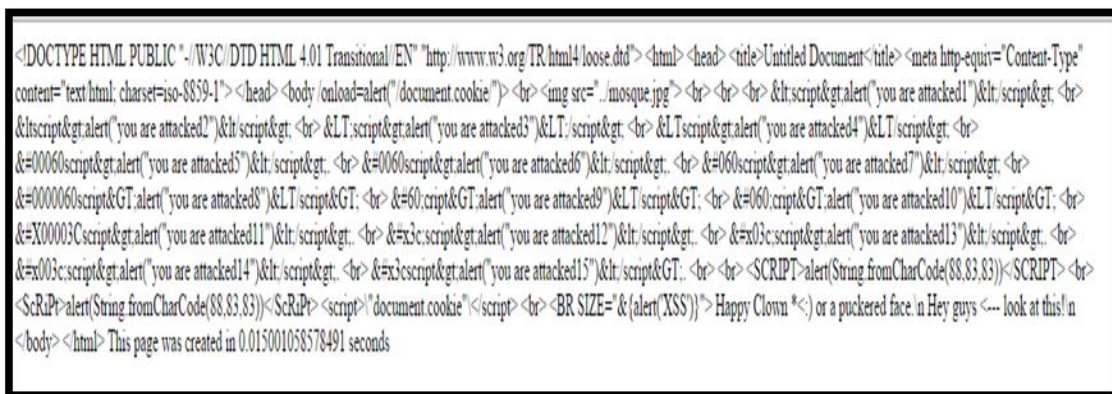 <!DOCTYPE HTML PUBLIC "-//W3C//DTD HTML 4.01 Transitional//EN" "http://www.w3.org/TR/html4/loose.dtd"> <html> <head> <title>Untitled Document</title> <meta http-equiv="Content-Type"
content="text/html; charset=iso-8859-1"> </head> <body /onload=alert("/document.cookie/")> <br> <img src="../mosque.jpg"> <br> <br> <br> &lt;script&gt;alert("you are attacked1")&lt;/script&gt; <br>
&ltscript&gt;alert("you are attacked2")&lt/script&gt; <br> &LT;script&gt;alert("you are attacked3")&LT;/script&gt; <br> &LTscript&gt;alert("you are attacked4")&LT/script&gt; <br>
&#00060script&gt;alert("you are attacked5")&lt;/script&gt;. <br> &#0060script&gt;alert("you are attacked6")&lt;/script&gt;. <br> &#060script&gt;alert("you are attacked7")&lt;/script&gt; <br>
&#0000060script&GT;alert("you are attacked8")&LT/script&GT; <br> &#60;cript&GT;alert("you are attacked9")&LT/script&GT; <br> &#060;cript&GT;alert("you are attacked10")&LT/script&GT; <br>
&#X00003Cscript&gt;alert("you are attacked11")&lt;/script&gt;. <br> &#x3c;script&gt;alert("you are attacked12")&lt;/script&gt;. <br> &#x03c;script&gt;alert("you are attacked13")&lt;/script&gt; <br>
&#x003c;script&gt;alert("you are attacked14")&lt;/script&gt;. <br> &#x3cscript&gt;alert("you are attacked15")&lt;/script&GT;. <br> <br> <SCRIPT>alert(String.fromCharCode(88,83,83))</SCRIPT> <br>
<ScRiPt>alert(String.fromCharCode(88,83,83))</ScRiPt> <script>\"document.cookie"\</script> <br> <BR SIZE="&{alert('XSS')}"> Happy Clown *<:) or a puckered face.\n Hey guys <--- look at this!\n
</body> </html> This page was created in 0.015001058578491 seconds